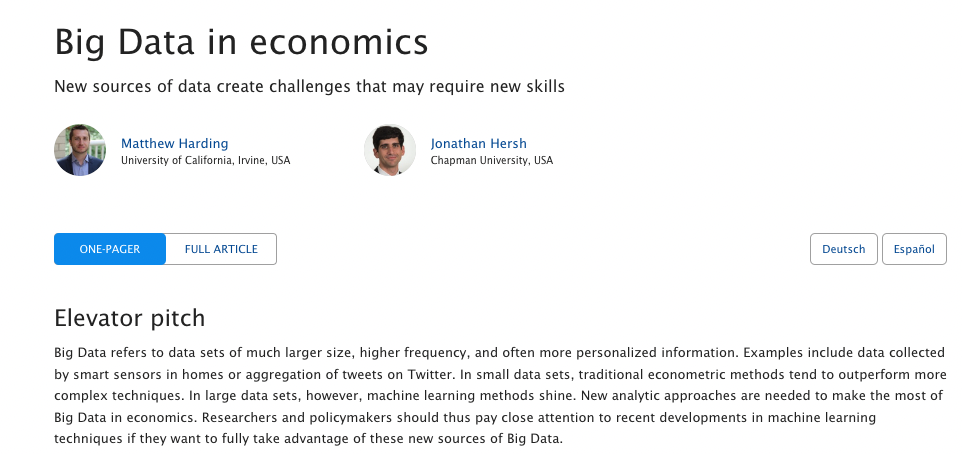 Big Data in economics
New sources of data create challenges that may require new skills
Matthew Harding
University of California, Irvine, USA
Jonathan Hersh
Chapman University, USA
ONE-PAGER
FULL ARTICLE
Deutsch
Español
Elevator pitch
Big Data refers to data sets of much larger size, higher frequency, and often more personalized information. Examples include data collected
by smart sensors in homes or aggregation of tweets on Twitter. In small data sets, traditional econometric methods tend to outperform more
complex techniques. In large data sets, however, machine learning methods shine. New analytic approaches are needed to make the most of
Big Data in economics. Researchers and policymakers should thus pay close attention to recent developments in machine learning
techniques if they want to fully take advantage of these new sources of Big Data.